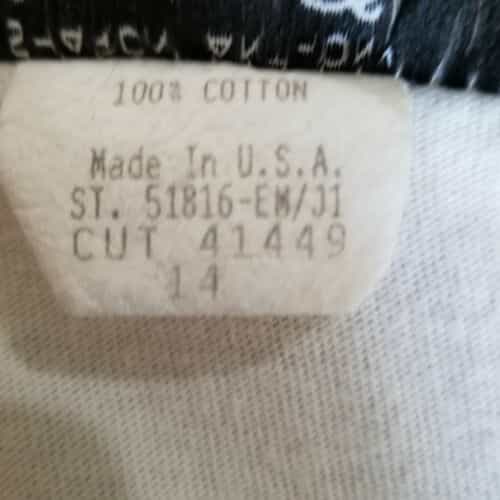 100% COTTON
Made In U.S.A.
ST. 51816-EM/J1
CUT 41449
14